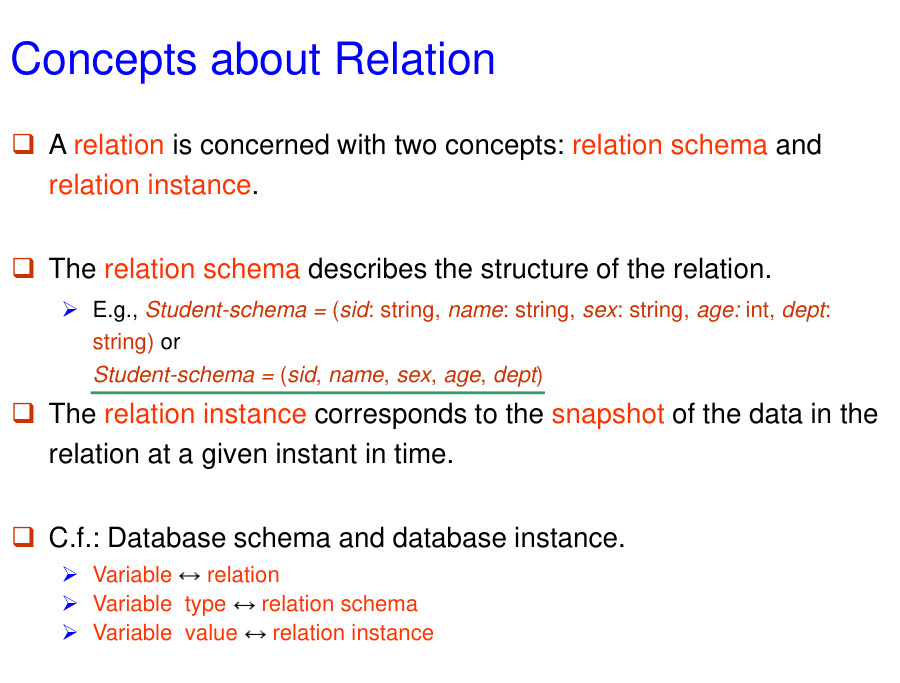 Concepts about Relation
A relation is concerned with two concepts: relation schema and
relation instance.
The relation schema describes the structure of the relation.
E.g., Student-schema = (sid: string, name: string, sex: string, age: int, dept:
string) or
Student-schema = (sid, name, sex, age, dept)
The relation instance corresponds to the snapshot of the data in the
relation at a given instant in time.
C.f.: Database schema and database instance.
Variable ↔ relation
Variable type ↔ relation schema
Variable value ↔ relation instance